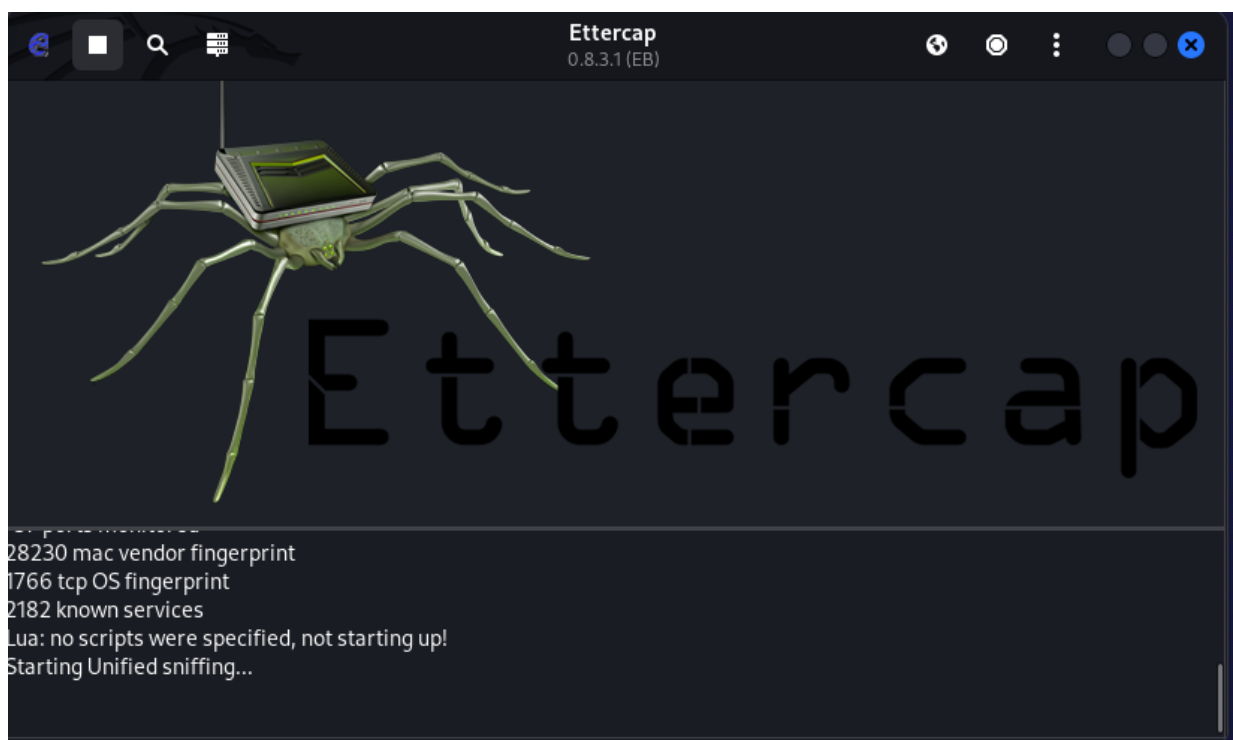 Ettercap
0.8.3.1 (EB)
Ettercap
28230 mac vendor fingerprint
1766 tcp OS fingerprint
2182 known services
Lua: no scripts were specified, not starting up!
Starting Unified sniffing...